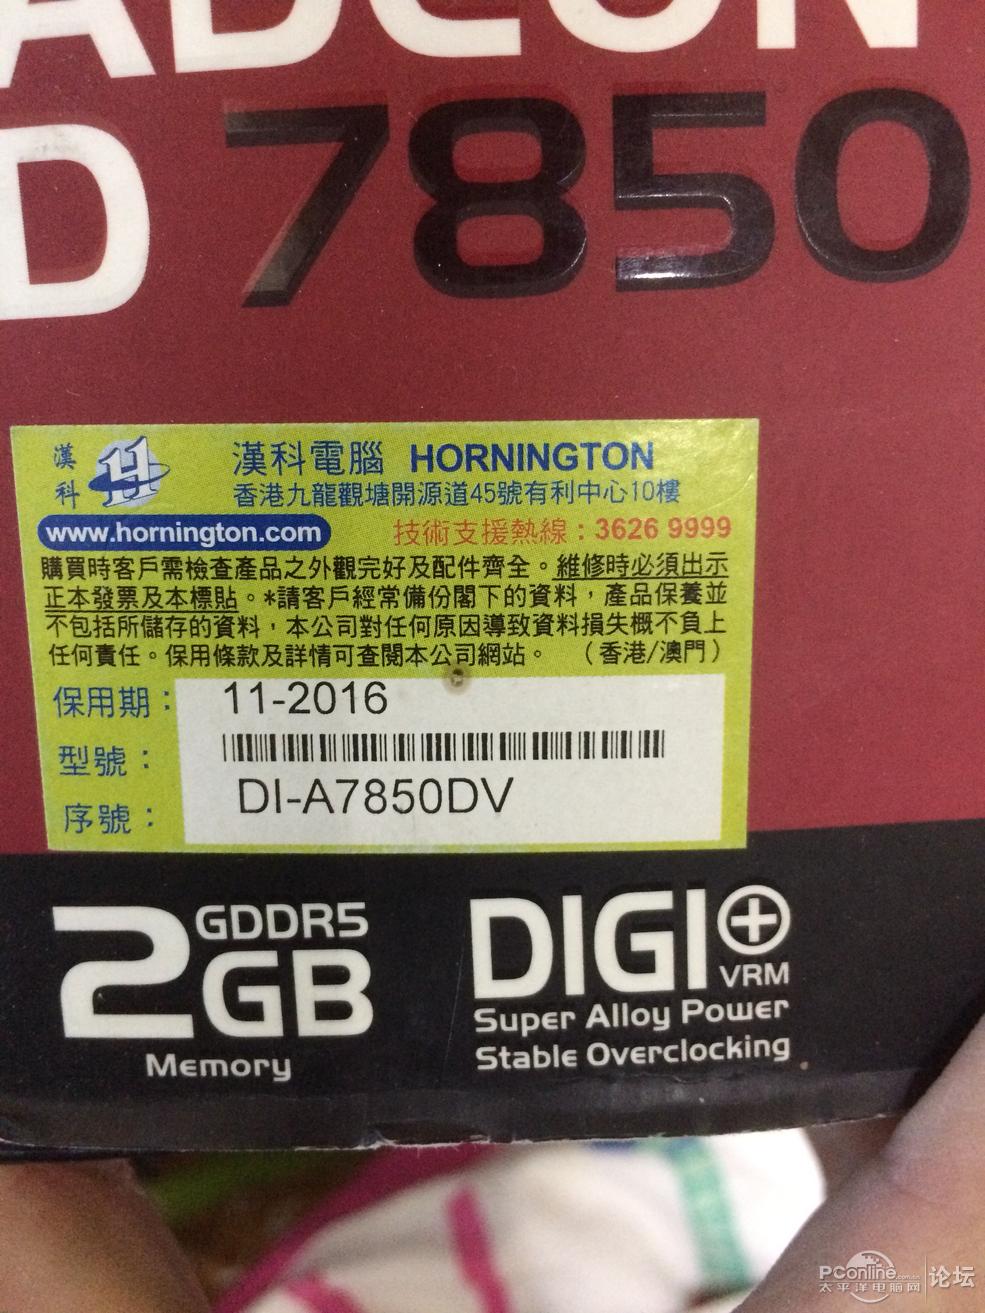 ADEON
D 7850
漢科
漢科電腦 HORNINGTON
香港九龍觀塘開源道45號有利中心10樓
www.hornington.com 技術支援熱線：3626 9999
購買時客戶需檢查產品之外觀完好及配件齊全。維修時必須出示
正本發票及本標貼。*請客戶經常備份閣下的資料，產品保養並
不包括所儲存的資料，本公司對任何原因導致資料損失概不負上
任何責任。保用條款及詳情可查閱本公司網站。 （香港/澳門）
保用期： 11-2016
型號：
DI-A7850DV
序號：
2GB GDDR5
Memory
DIGI+
VRM
Super Alloy Power
Stable Overclocking
PConline.com.cn
太平洋电脑网
论坛